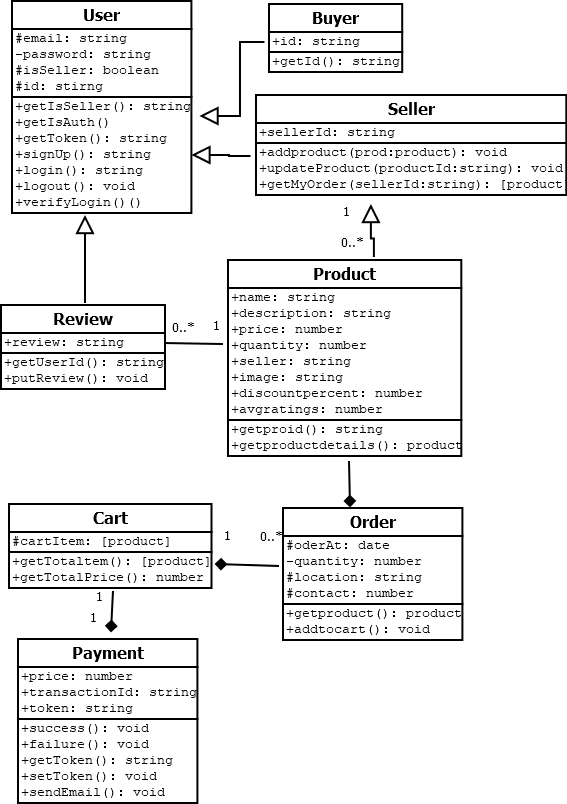 User
#email: string
-password: string
#isSeller: boolean
#id: stirng
+getIsSeller(): string
+getIsAuth()
+getToken(): string
+signUp(): string
+login(): string
+logout(): void
+verifyLogin()()
Buyer
+id: string
+getId(): string
Seller
+sellerId: string
+addproduct(prod:product): void
+updateProduct(productId:string): void
+getMyOrder(sellerId:string): [product
1
0..*
Product
+name: string
+description: string
+price: number
+quantity: number
+seller: string
+image: string
+discountpercent: number
+avgratings: number
+getproid(): string
+getproductdetails(): product
Review
+review: string
+getUserId(): string
+putReview(): void
0..*
1
Cart
#cartItem: [product]
+getTotaltem(): [product]
+getTotalPrice(): number
1
0..*
Order
#oderAt: date
-quantity: number
#location: string
#contact: number
+getproduct(): product
+addtocart(): void
1
1
Payment
+price: number
+transactionId: string
+token: string
+success(): void
+failure(): void
+getToken(): string
+setToken(): void
+sendEmail(): void